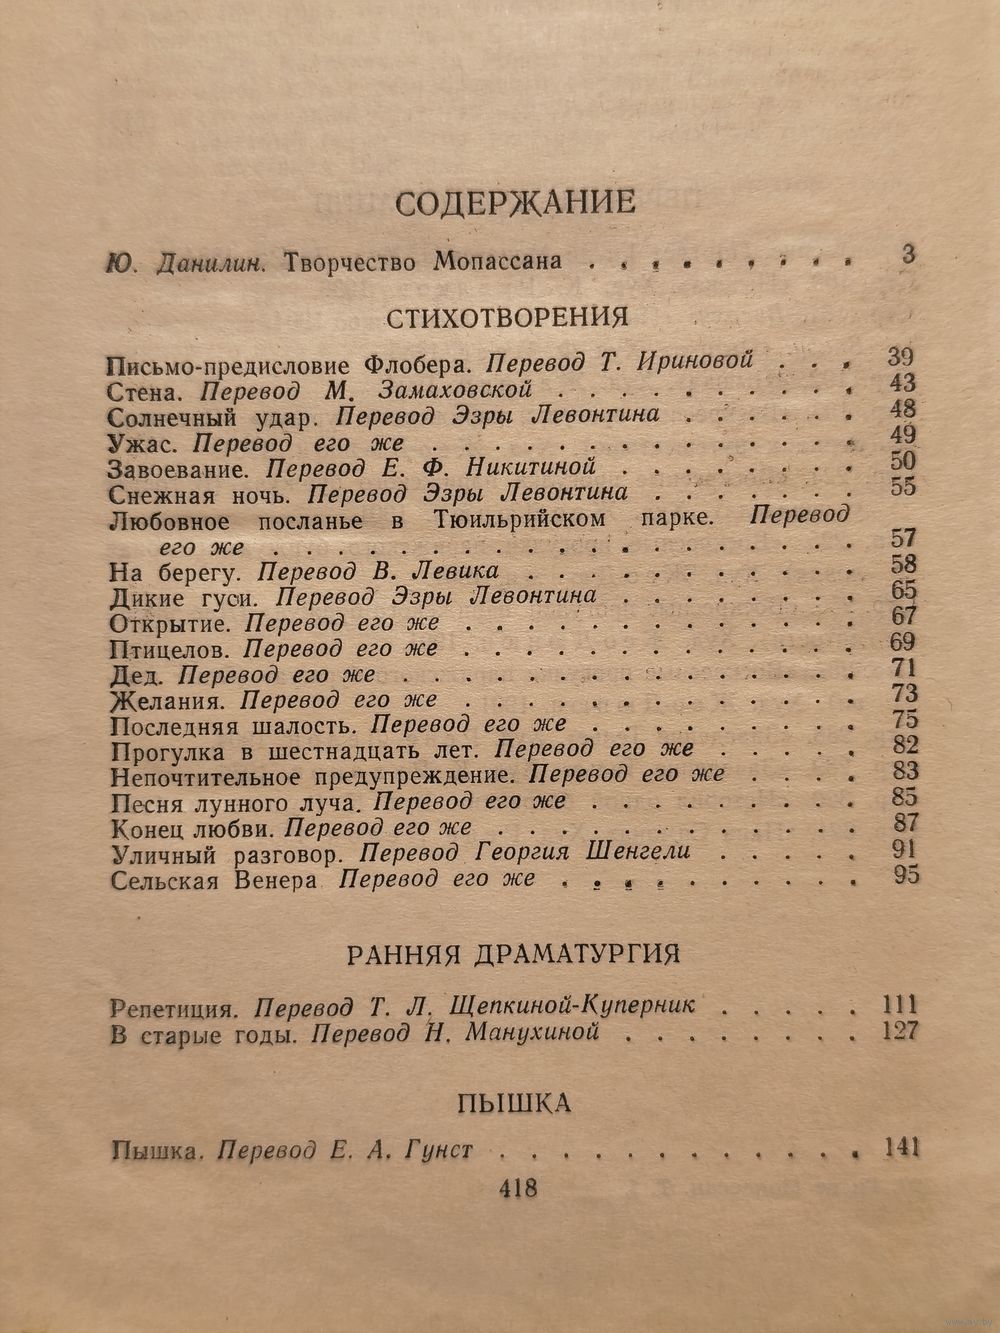 СОДЕРЖАНИЕ
Ю. Данилин. Творчество Мопассана . . . . . . . . . 3
СТИХОТВОРЕНИЯ
Письмо-предисловие Флобера. Перевод Т. Ириновой . . . 39
Стена. Перевод М. Замаховской . . . . . . . . . . 43
Солнечный удар. Перевод Эзры Левонтина . . . . . . 48
Ужас. Перевод его же . . . . . . . . . . . . . . 49
Завоевание. Перевод Е. Ф. Никитиной . . . . . . . . 50
Снежная ночь. Перевод Эзры Левонтина . . . . . . . 55
Любовное посланье в Тюильрийском парке. Перевод
его же . . . . . . . . . . . . . . . . . . . 57
На берегу. Перевод В. Левика . . . . . . . . . . . 58
Дикие гуси. Перевод Эзры Левонтина . . . . . . . . 65
Открытие. Перевод его же . . . . . . . . . . . . . 67
Птицелов. Перевод его же . . . . . . . . . . . . . 69
Дед. Перевод его же . . . . . . . . . . . . . . . 71
Желания. Перевод его же . . . . . . . . . . . . . 73
Последняя шалость. Перевод его же . . . . . . . . . 75
Прогулка в шестнадцать лет. Перевод его же . . . . . 82
Непочтительное предупреждение. Перевод его же . . . . 83
Песня лунного луча. Перевод его же . . . . . . . . . 85
Конец любви. Перевод его же . . . . . . . . . . . . 87
Уличный разговор. Перевод Георгия Шенгели . . . . . 91
Сельская Венера Перевод его же . . . . . . . . . . 95
РАННЯЯ ДРАМАТУРГИЯ
Репетиция. Перевод Т. Л. Щепкиной-Куперник . . . . . 111
В старые годы. Перевод Н. Манухиной . . . . . . . . 127
ПЫШКА
Пышка. Перевод Е. А. Гунст . . . . . . . . . . . . 141
418
www.ay.by